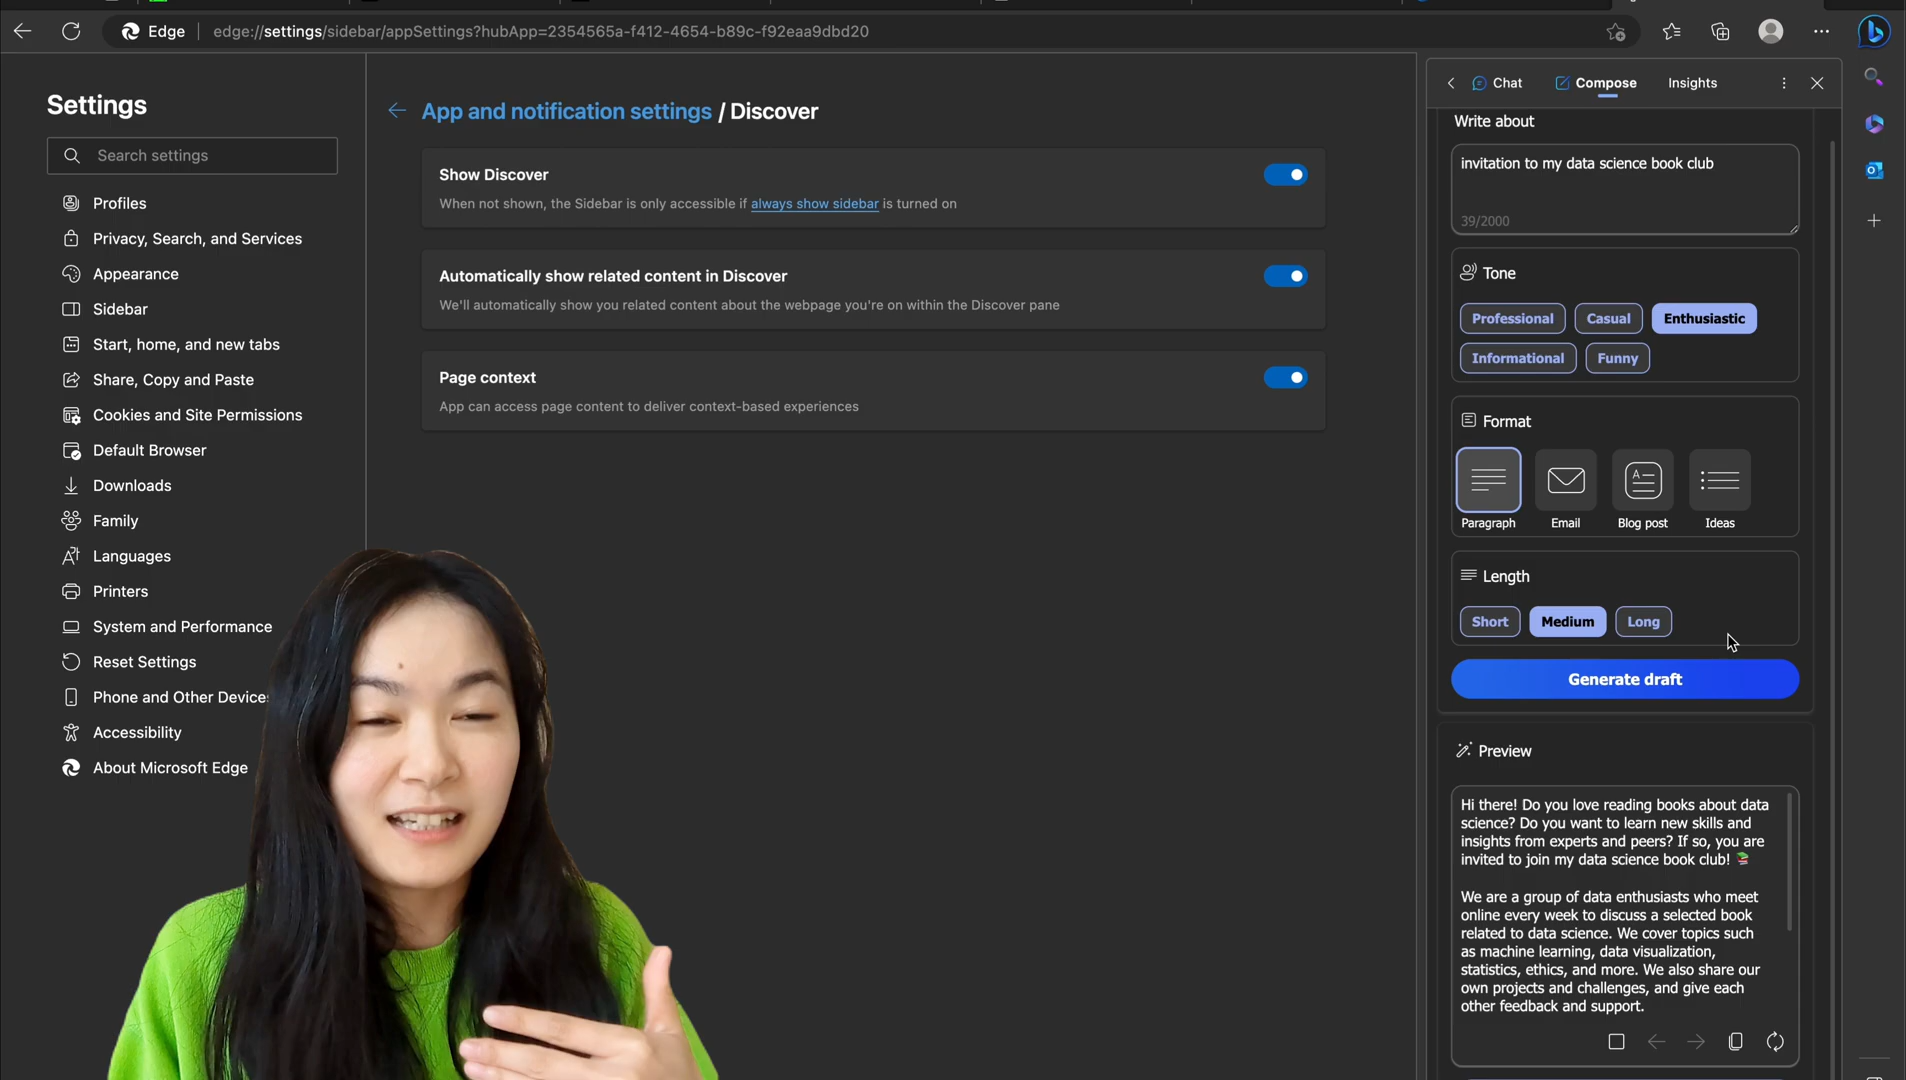 Edge
edge://settings/sidebar/appSettings?hubApp=2354565a-f412-4654-b89c-f92eaa9dbd20
Settings
Search settings
Profiles
Privacy, Search, and Services
Appearance
Sidebar
Start, home, and new tabs
Share, Copy and Paste
Cookies and Site Permissions
Default Browser
Downloads
Family
Languages
Printers
System and Performance
Reset Settings
Phone and Other Devices
Accessibility
About Microsoft Edge
App and notification settings / Discover
Show Discover
When not shown, the Sidebar is only accessible if always show sidebar is turned on
Automatically show related content in Discover
We'll automatically show you related content about the webpage you're on within the Discover pane
Page context
App can access page content to deliver context-based experiences
Chat
Compose
Insights
Write about
invitation to my data science book club
39/2000
Tone
Professional
Casual
Enthusiastic
Informational
Funny
Format
Paragraph
Email
Blog post
Ideas
Length
Short
Medium
Long
Generate draft
Preview
Hi there! Do you love reading books about data
science? Do you want to learn new skills and
insights from experts and peers? If so, you are
invited to join my data science book club!
We are a group of data enthusiasts who meet
online every week to discuss a selected book
related to data science. We cover topics such
as machine learning, data visualization,
statistics, ethics, and more. We also share our
own projects and challenges, and give each
other feedback and support.